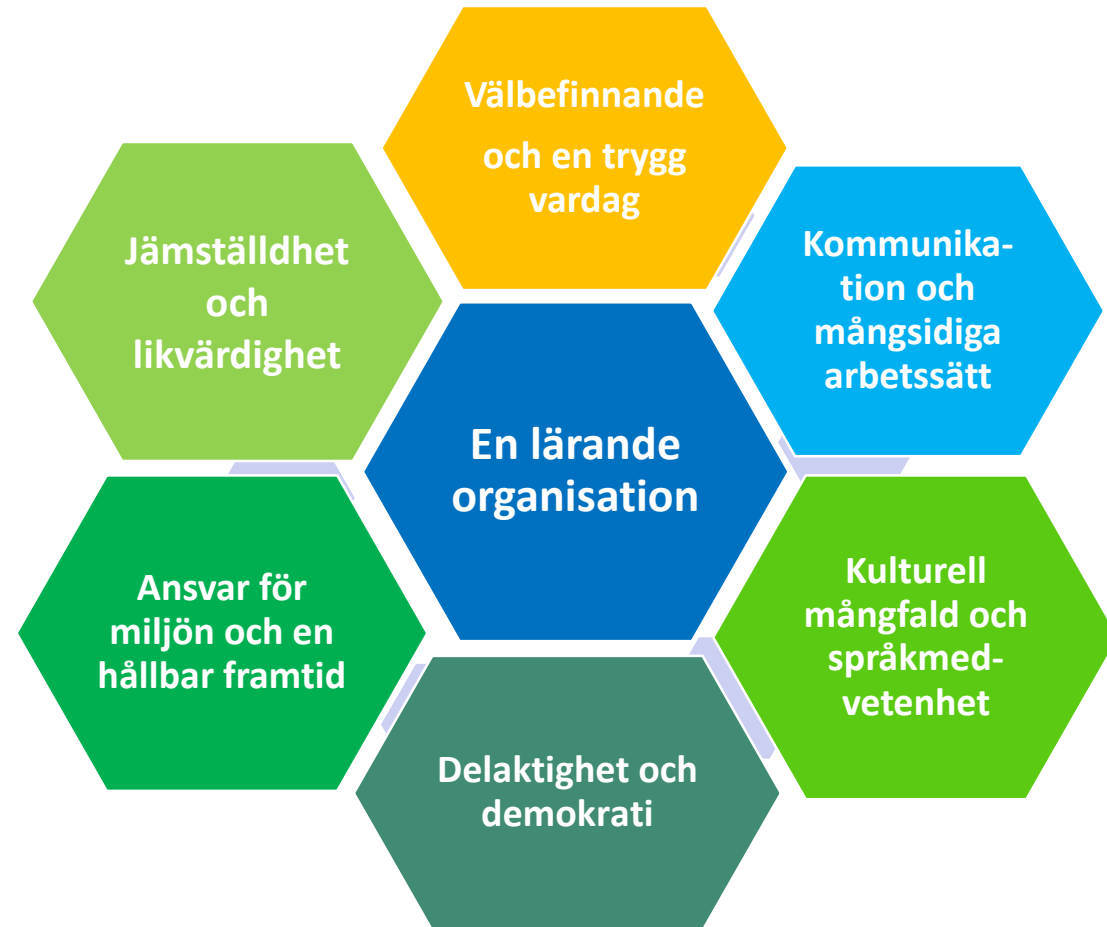 Välbefinnande
och en trygg
vardag
Jämställdhet
och
likvärdighet
Kommunika-
tion och
mångsidiga
arbetssätt
En lärande
organisation
Ansvar för
miljön och en
hållbar framtid
Kulturell
mångfald och
språkmed-
vetenhet
Delaktighet och
demokrati